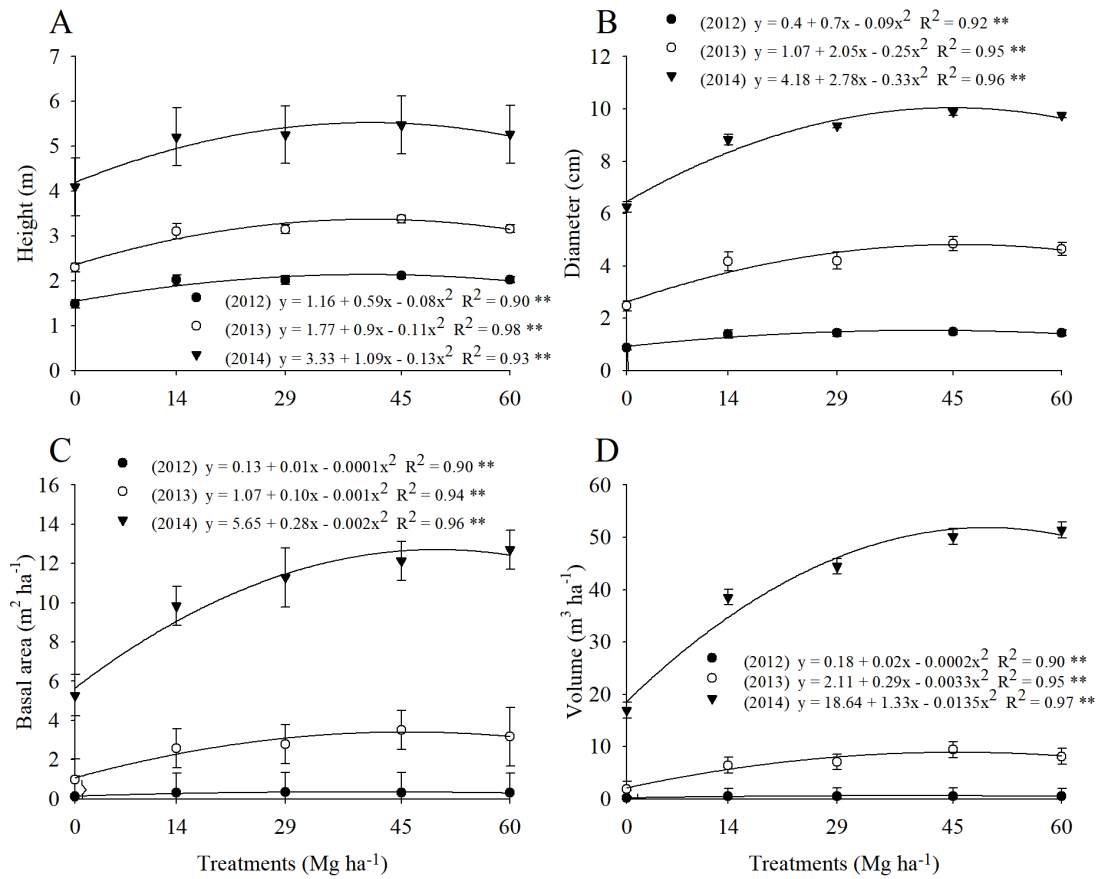 A
7
6
5
4
3
2
1
0
Height (m)
(2012) y = 1.16 + 0.59x - 0.08x² R² = 0.90 **
(2013) y = 1.77 + 0.9x - 0.11x² R² = 0.98 **
(2014) y = 3.33 + 1.09x - 0.13x² R² = 0.93 **
0 14 29 45 60
B
(2012) y = 0.4 + 0.7x - 0.09x² R² = 0.92 **
(2013) y = 1.07 + 2.05x - 0.25x² R² = 0.95 **
(2014) y = 4.18 + 2.78x - 0.33x² R² = 0.96 **
12
10
8
6
4
2
0
Diameter (cm)
0 14 29 45 60
C
(2012) y = 0.13 + 0.01x - 0.0001x² R² = 0.90 **
(2013) y = 1.07 + 0.10x - 0.001x² R² = 0.94 **
(2014) y = 5.65 + 0.28x - 0.002x² R² = 0.96 **
16
14
12
10
8
6
4
2
0
Basal area (m² ha⁻¹)
0 14 29 45 60
Treatments (Mg ha⁻¹)
D
60
50
40
30
20
10
0
Volume (m³ ha⁻¹)
(2012) y = 0.18 + 0.02x - 0.0002x² R² = 0.90 **
(2013) y = 2.11 + 0.29x - 0.0033x² R² = 0.95 **
(2014) y = 18.64 + 1.33x - 0.0135x² R² = 0.97 **
0 14 29 45 60
Treatments (Mg ha⁻¹)